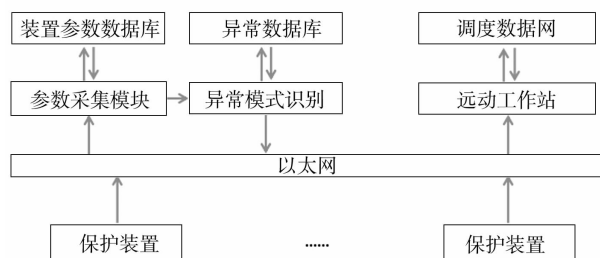 装置参数数据库
异常数据库
调度数据网
参数采集模块
异常模式识别
远动工作站
以太网
保护装置
......
保护装置